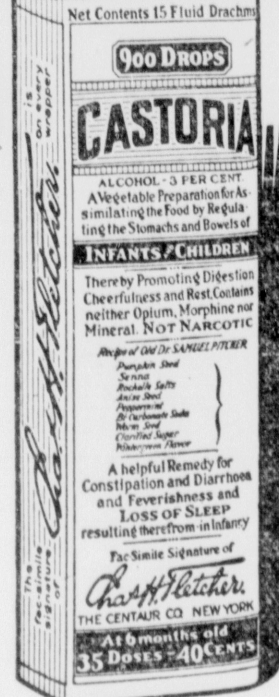 Net Contents 15 Fluid Drachms
900 DROPS
CASTORIA
ALCOHOL - 3 PER CENT.
A Vegetable Preparation for As-
similating the Food by Regula-
ting the Stomachs and Bowels of
INFANTS & CHILDREN
Thereby Promoting Digestion
Cheerfulness and Rest. Contains
neither Opium, Morphine nor
Mineral. NOT NARCOTIC
Recipe of Old Dr. SAMUEL PITCHER
Pumpkin Seed
Senna
Rochelle Salts
Anise Seed
Peppermint
Bi Carbonate Soda
Worm Seed
Clarified Sugar
Wintergreen Flavor
A helpful Remedy for
Constipation and Diarrhoea
and Feverishness and
LOSS OF SLEEP
resulting therefrom in Infancy
Fac Simile Signature of
Chas H Fletcher.
THE CENTAUR CO. NEW YORK
At 6 months old
35 DOSES - 40 CENTS
The
fac-simile
signature
of
Chas. H. Fletcher.
is
on every
wrapper